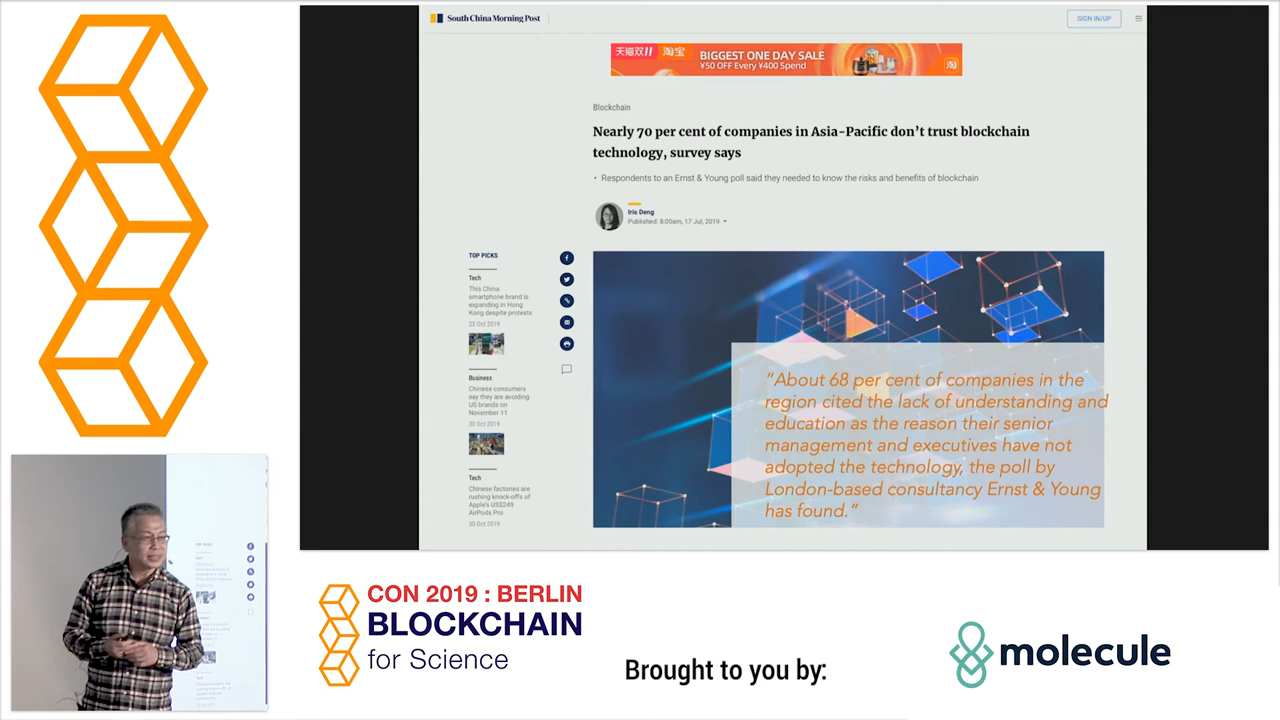 South China Morning Post
SIGN IN/UP
天猫双11 淘宝
BIGGEST ONE DAY SALE
¥50 OFF Every ¥400 Spend
淘
Blockchain
Nearly 70 per cent of companies in Asia-Pacific don’t trust blockchain
technology, survey says
• Respondents to an Ernst & Young poll said they needed to know the risks and benefits of blockchain
Iris Deng
Published: 8:00am, 17 Jul, 2019
TOP PICKS
Tech
This China
smartphone brand is
expanding in Hong
Kong despite protests
23 Oct 2019
Business
Chinese consumers
say they are avoiding
US brands on
November 11
30 Oct 2019
Tech
Chinese factories are
rushing knock-offs of
Apple’s US$249
AirPods Pro
30 Oct 2019
“About 68 per cent of companies in the
region cited the lack of understanding and
education as the reason their senior
management and executives have not
adopted the technology, the poll by
London-based consultancy Ernst & Young
has found.”
CON 2019 : BERLIN
BLOCKCHAIN
for Science
Brought to you by:
molecule